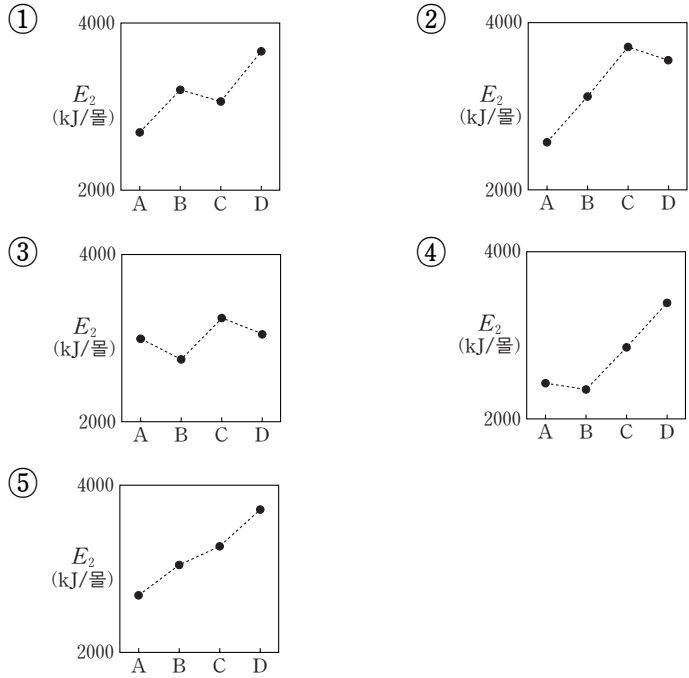 ① 4000
E₂
(kJ/몰)
2000
A B C D
② 4000
E₂
(kJ/몰)
2000
A B C D
③ 4000
E₂
(kJ/몰)
2000
A B C D
④ 4000
E₂
(kJ/몰)
2000
A B C D
⑤ 4000
E₂
(kJ/몰)
2000
A B C D